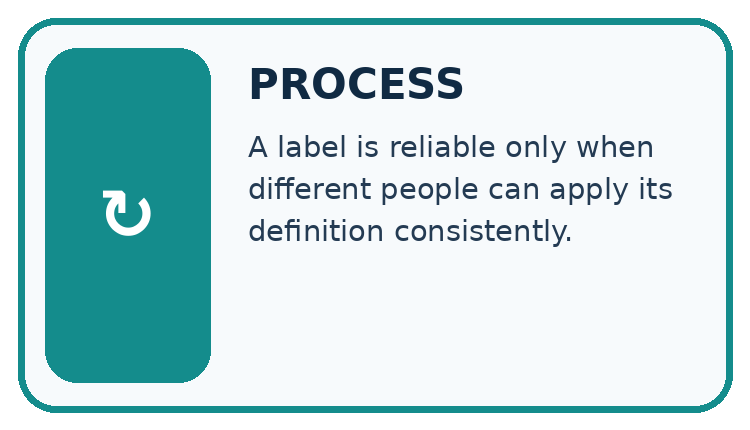 PROCESS
A label is reliable only when
different people can apply its
definition consistently.